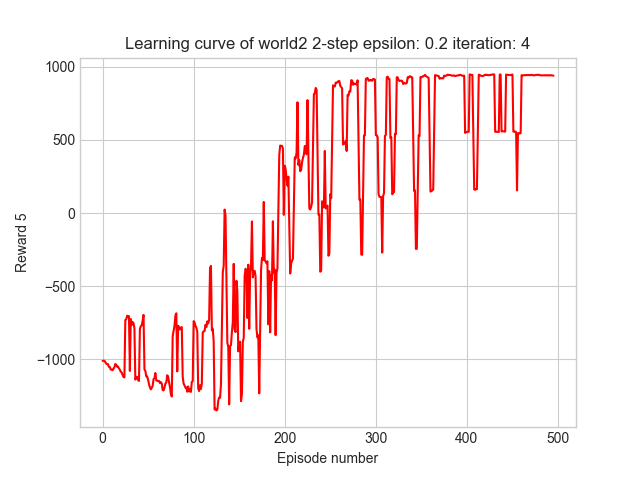 Learning curve of world2 2-step epsilon: 0.2 iteration: 4
1000
500
0
−500
−1000
Reward 5
0 100 200 300 400 500
Episode number